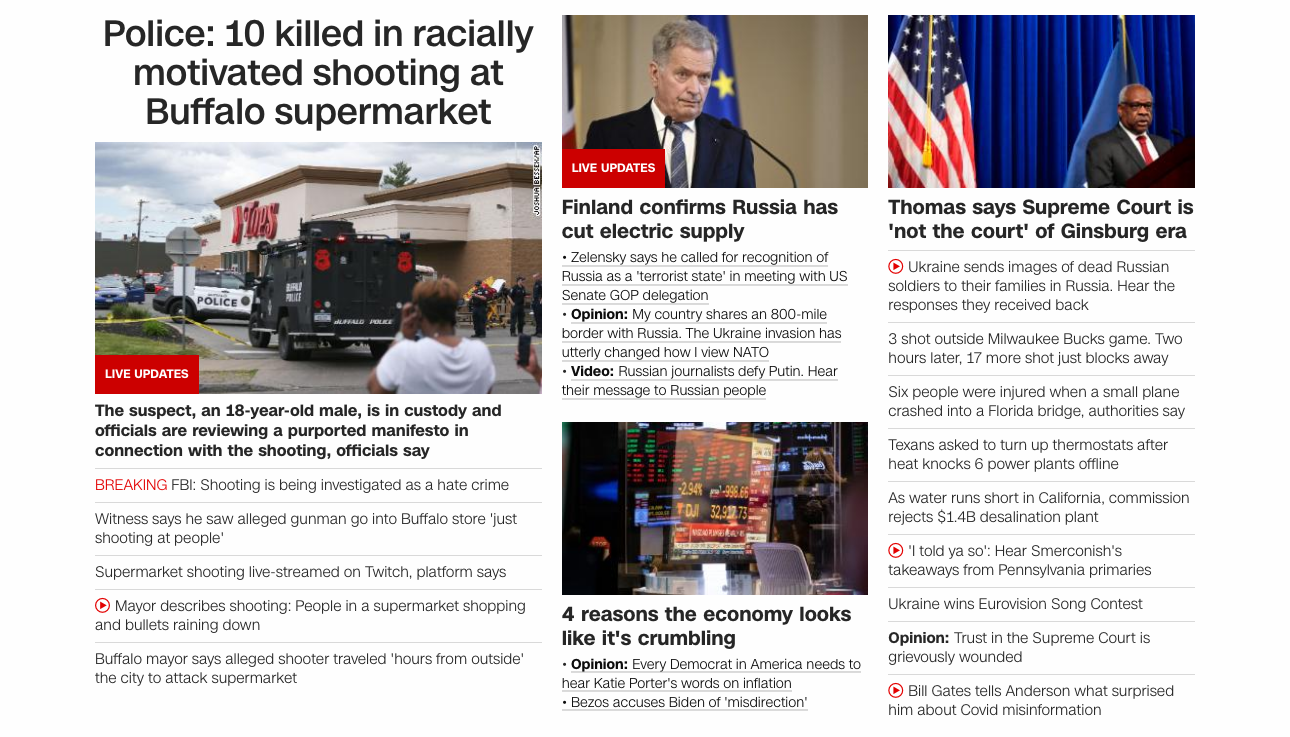 Police: 10 killed in racially
motivated shooting at
Buffalo supermarket
JOSHUA BESSEX/AP
TOPS
POLICE
BUFFALO
POLICE
BUFFALO POLICE
LIVE UPDATES
The suspect, an 18-year-old male, is in custody and
officials are reviewing a purported manifesto in
connection with the shooting, officials say
BREAKING FBI: Shooting is being investigated as a hate crime
Witness says he saw alleged gunman go into Buffalo store 'just
shooting at people'
Supermarket shooting live-streamed on Twitch, platform says
Mayor describes shooting: People in a supermarket shopping
and bullets raining down
Buffalo mayor says alleged shooter traveled 'hours from outside'
the city to attack supermarket
LIVE UPDATES
Finland confirms Russia has
cut electric supply
• Zelensky says he called for recognition of
Russia as a 'terrorist state' in meeting with US
Senate GOP delegation
• Opinion: My country shares an 800-mile
border with Russia. The Ukraine invasion has
utterly changed how I view NATO
• Video: Russian journalists defy Putin. Hear
their message to Russian people
-2.94%
-998.66
DJI
NASDAQ PLUNGES
4 reasons the economy looks
like it's crumbling
• Opinion: Every Democrat in America needs to
hear Katie Porter's words on inflation
• Bezos accuses Biden of 'misdirection'
Thomas says Supreme Court is
'not the court' of Ginsburg era
Ukraine sends images of dead Russian
soldiers to their families in Russia. Hear the
responses they received back
3 shot outside Milwaukee Bucks game. Two
hours later, 17 more shot just blocks away
Six people were injured when a small plane
crashed into a Florida bridge, authorities say
Texans asked to turn up thermostats after
heat knocks 6 power plants offline
As water runs short in California, commission
rejects $1.4B desalination plant
'I told ya so': Hear Smerconish's
takeaways from Pennsylvania primaries
Ukraine wins Eurovision Song Contest
Opinion: Trust in the Supreme Court is
grievously wounded
Bill Gates tells Anderson what surprised
him about Covid misinformation